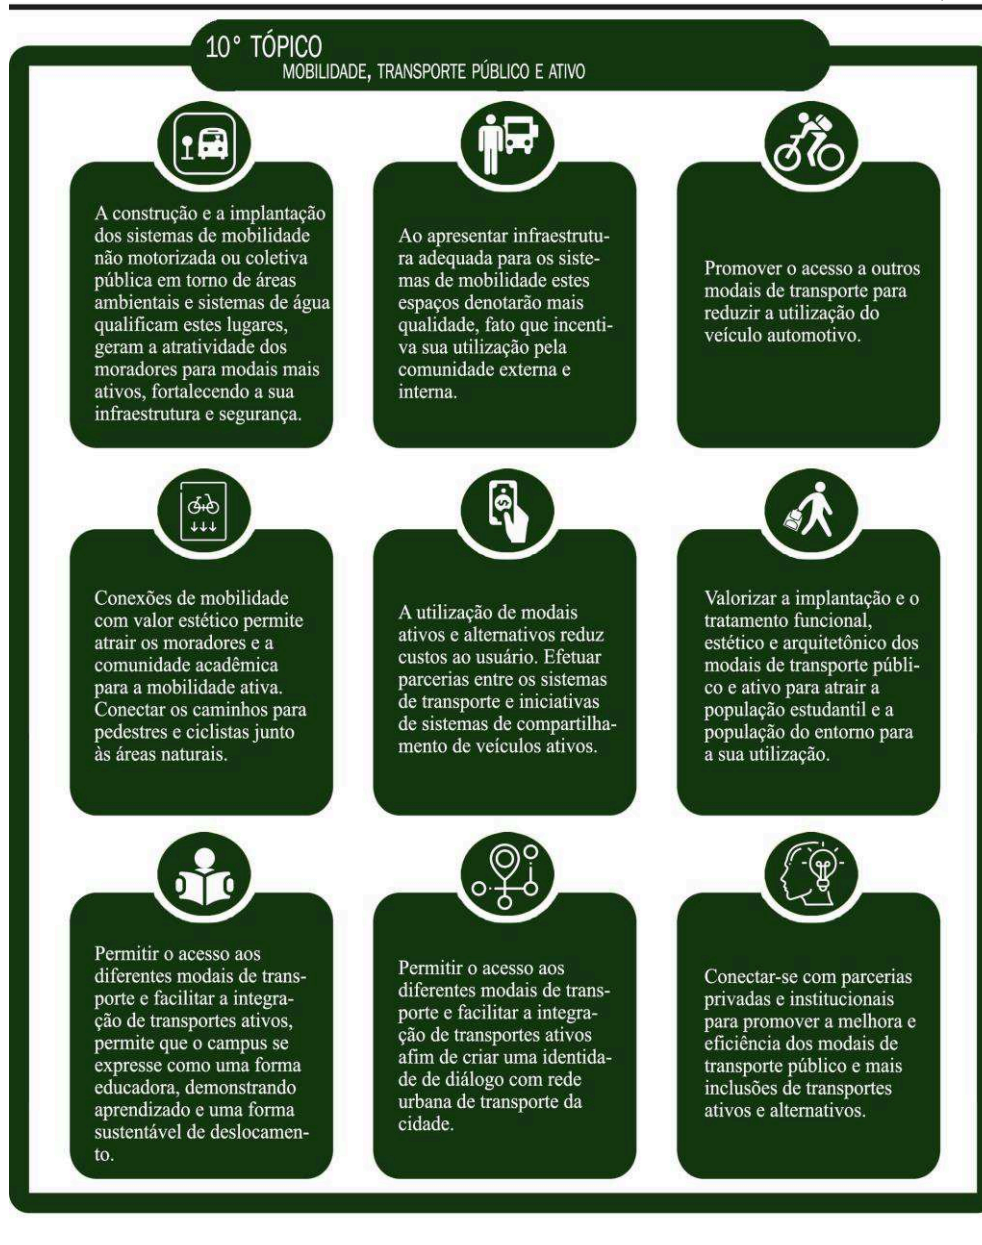 10° TÓPICO
MOBILIDADE, TRANSPORTE PÚBLICO E ATIVO
A construção e a implantação
dos sistemas de mobilidade
não motorizada ou coletiva
pública em torno de áreas
ambientais e sistemas de água
qualificam estes lugares,
geram a atratividade dos
moradores para modais mais
ativos, fortalecendo a sua
infraestrutura e segurança.
Ao apresentar infraestrutu-
ra adequada para os siste-
mas de mobilidade estes
espaços denotarão mais
qualidade, fato que incenti-
va sua utilização pela
comunidade externa e
interna.
Promover o acesso a outros
modais de transporte para
reduzir a utilização do
veículo automotivo.
Conexões de mobilidade
com valor estético permite
atrair os moradores e a
comunidade acadêmica
para a mobilidade ativa.
Conectar os caminhos para
pedestres e ciclistas junto
às áreas naturais.
A utilização de modais
ativos e alternativos reduz
custos ao usuário. Efetuar
parcerias entre os sistemas
de transporte e iniciativas
de sistemas de compartilha-
mento de veículos ativos.
Valorizar a implantação e o
tratamento funcional,
estético e arquitetônico dos
modais de transporte públi-
co e ativo para atrair a
população estudantil e a
população do entorno para
a sua utilização.
Permitir o acesso aos
diferentes modais de trans-
porte e facilitar a integra-
ção de transportes ativos,
permite que o campus se
expresse como uma forma
educadora, demonstrando
aprendizado e uma forma
sustentável de deslocamen-
to.
Permitir o acesso aos
diferentes modais de trans-
porte e facilitar a integra-
ção de transportes ativos
afim de criar uma identida-
de de diálogo com rede
urbana de transporte da
cidade.
Conectar-se com parcerias
privadas e institucionais
para promover a melhora e
eficiência dos modais de
transporte público e mais
inclusões de transportes
ativos e alternativos.